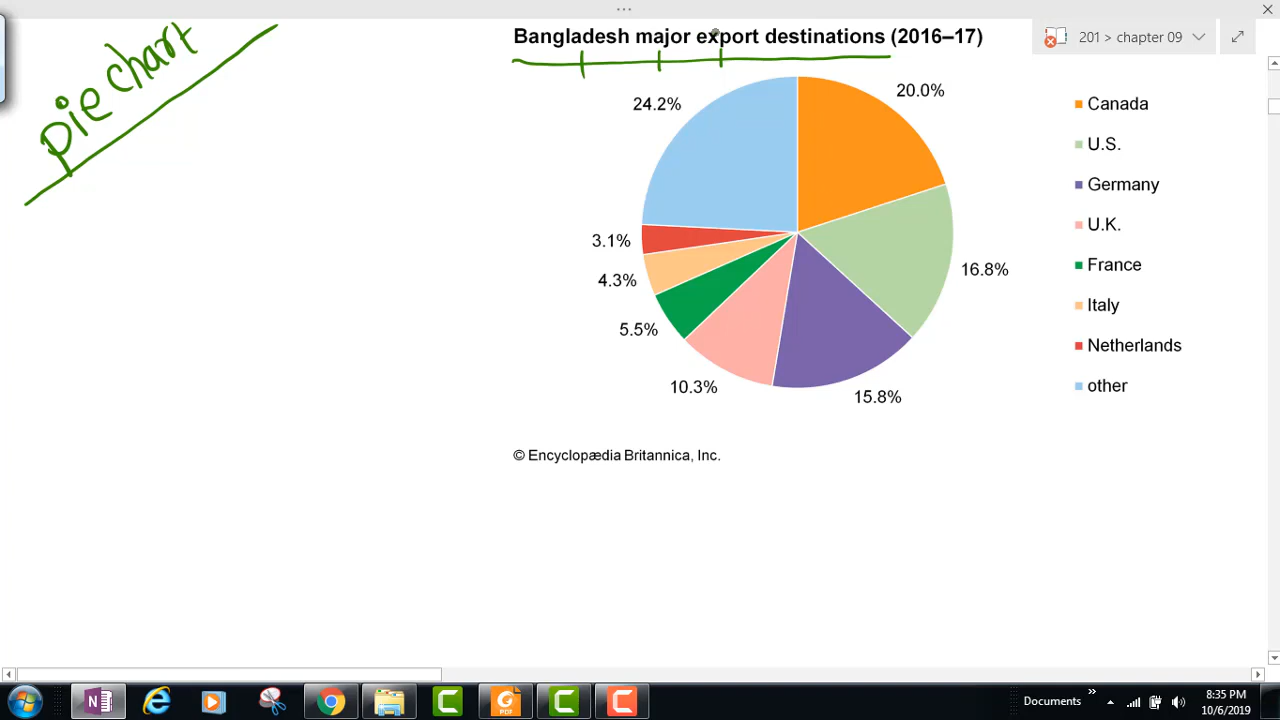 pie chart
Bangladesh major export destinations (2016–17)
201 > chapter 09
24.2%
20.0%
3.1%
4.3%
5.5%
10.3%
15.8%
16.8%
Canada
U.S.
Germany
U.K.
France
Italy
Netherlands
other
© Encyclopædia Britannica, Inc.
Documents
8:35 PM
10/6/2019